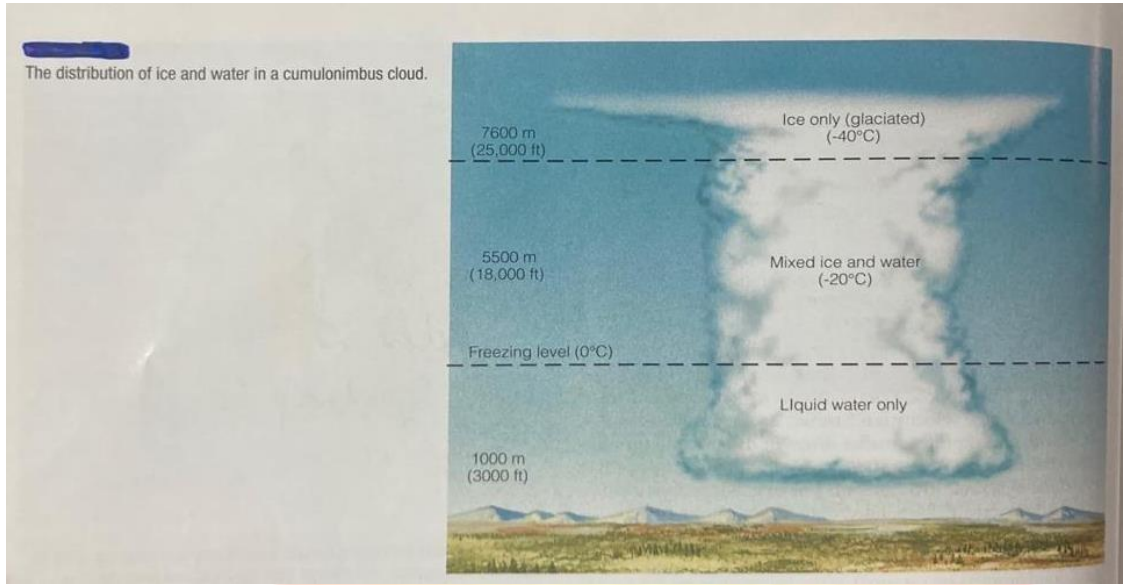 The distribution of ice and water in a cumulonimbus cloud.
Ice only (glaciated)
(-40°C)
7600 m
(25,000 ft)
Mixed ice and water
(-20°C)
5500 m
(18,000 ft)
Freezing level (0°C)
LIquid water only
1000 m
(3000 ft)